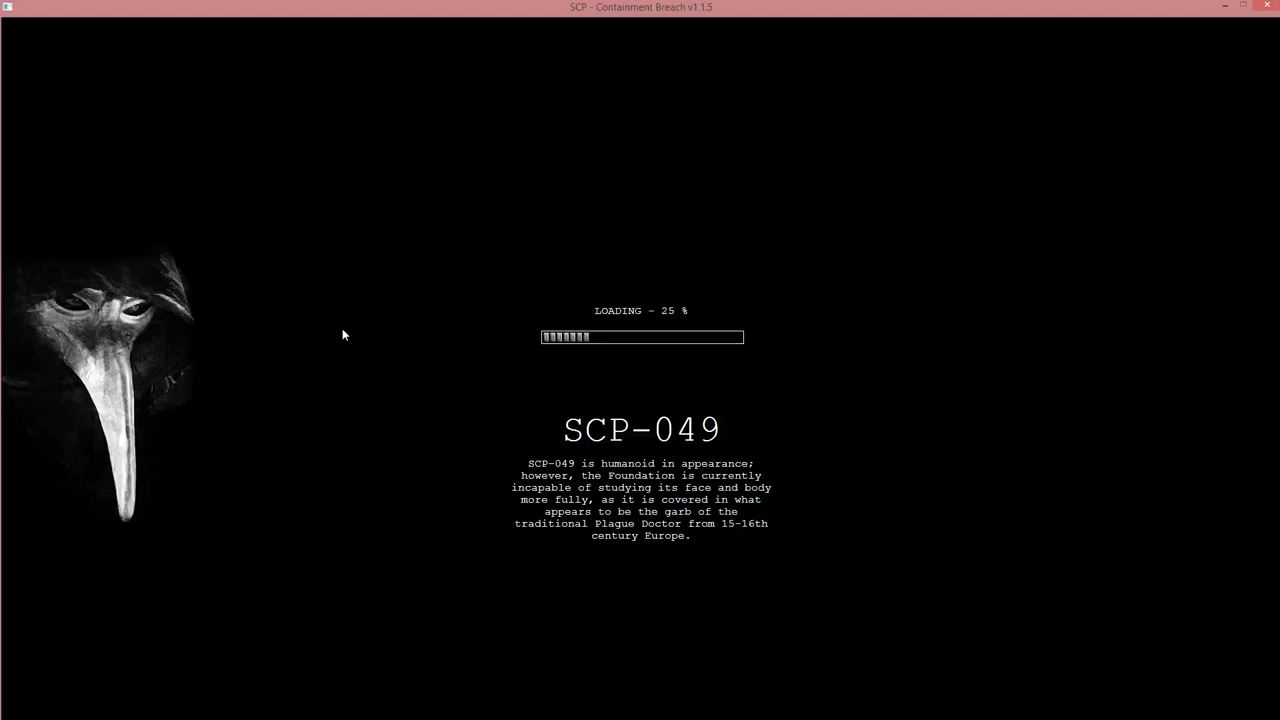 SCP - Containment Breach v1.1.5
LOADING - 25 %
SCP-049
SCP-049 is humanoid in appearance;
however, the Foundation is currently
incapable of studying its face and body
more fully, as it is covered in what
appears to be the garb of the
traditional Plague Doctor from 15-16th
century Europe.